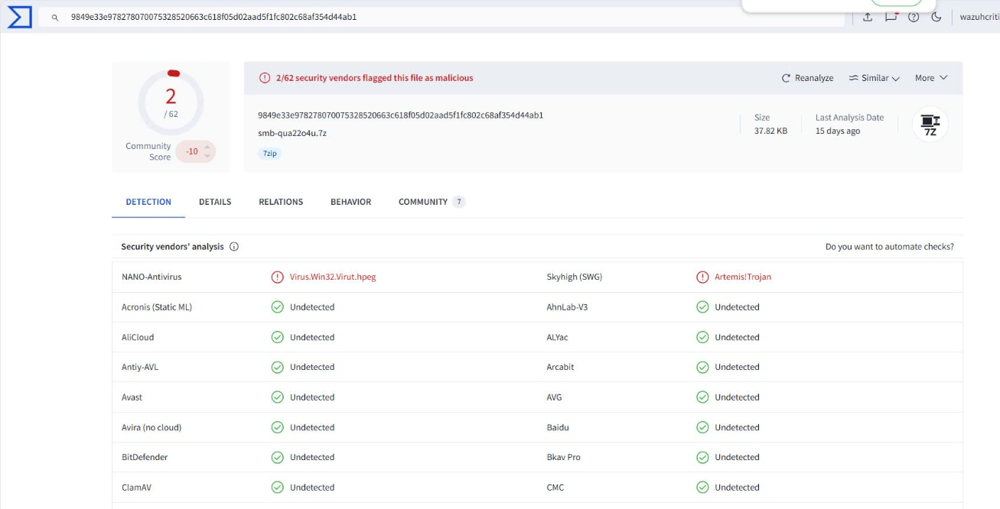 9849e33e978278070075328520663c618f05d02aad5f1fc802c68af354d44ab1
wazuhcriti
2
/ 62
Community Score
-10
2/62 security vendors flagged this file as malicious
Reanalyze
Similar
More
9849e33e978278070075328520663c618f05d02aad5f1fc802c68af354d44ab1
smb-qua22o4u.7z
7zip
Size
37.82 KB
Last Analysis Date
15 days ago
7Z
DETECTION DETAILS RELATIONS BEHAVIOR COMMUNITY 7
Security vendors' analysis
Do you want to automate checks?
NANO-Antivirus Virus.Win32.Virut.hpeg Skyhigh (SWG) Artemis!Trojan
Acronis (Static ML) Undetected AhnLab-V3 Undetected
AliCloud Undetected ALYac Undetected
Antiy-AVL Undetected Arcabit Undetected
Avast Undetected AVG Undetected
Avira (no cloud) Undetected Baidu Undetected
BitDefender Undetected Bkav Pro Undetected
ClamAV Undetected CMC Undetected